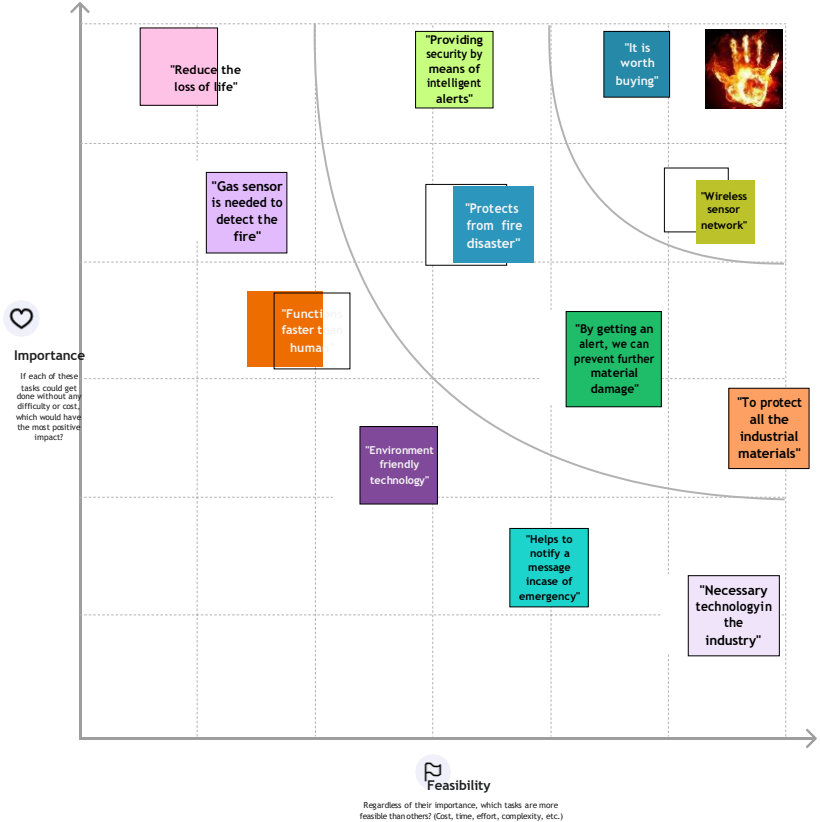 "Reduce the
loss of life"
"Providing
security by
means of
intelligent
alerts"
"It is
worth
buying"
"Gas sensor
is needed to
detect the
fire"
"Protects
from fire
disaster"
"Wireless
sensor
network"
"Functions
faster than
human"
"By getting an
alert, we can
prevent further
material
damage"
"To protect
all the
industrial
materials"
"Environment
friendly
technology"
"Helps to
notify a
message
incase of
emergency"
"Necessary
technologyin
the
industry"
Importance
If each of these
tasks could get
done without any
difficulty or cost,
which would have
the most positive
impact?
Feasibility
Regardless of their importance, which tasks are more
feasible than others? (Cost, time, effort, complexity, etc.)